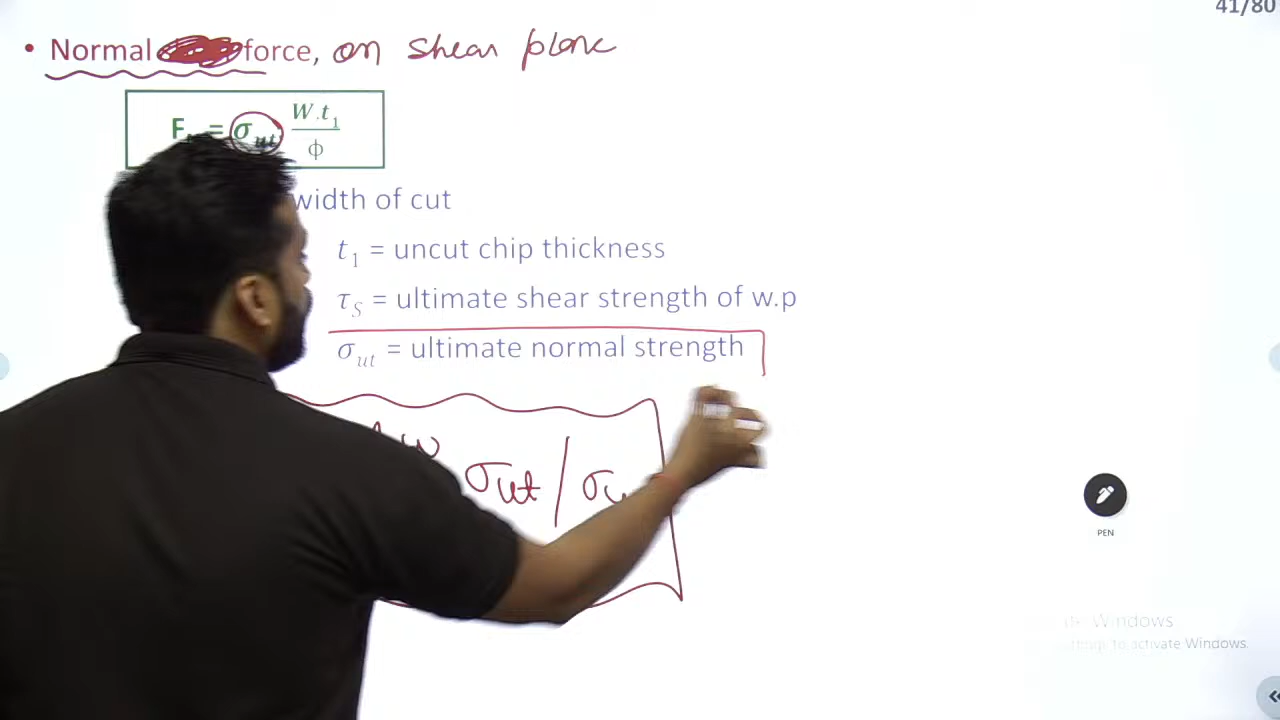 41/80
• Normal force, on shear plane
F = σut W.t1
ϕ
width of cut
t1 = uncut chip thickness
τS = ultimate shear strength of w.p
σut = ultimate normal strength
w
σut / σu
PEN
Windows
to activate Windows.